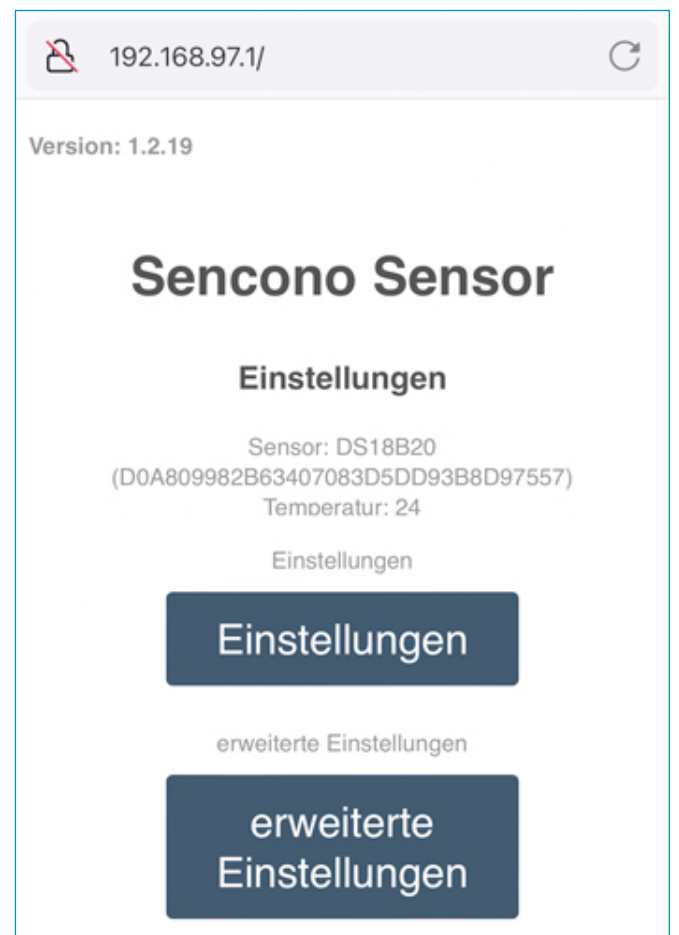 192.168.97.1/
Version: 1.2.19
Sencono Sensor
Einstellungen
Sensor: DS18B20
(D0A809982B63407083D5DD93B8D97557)
Temperatur: 24
Einstellungen
Einstellungen
erweiterte Einstellungen
erweiterte
Einstellungen